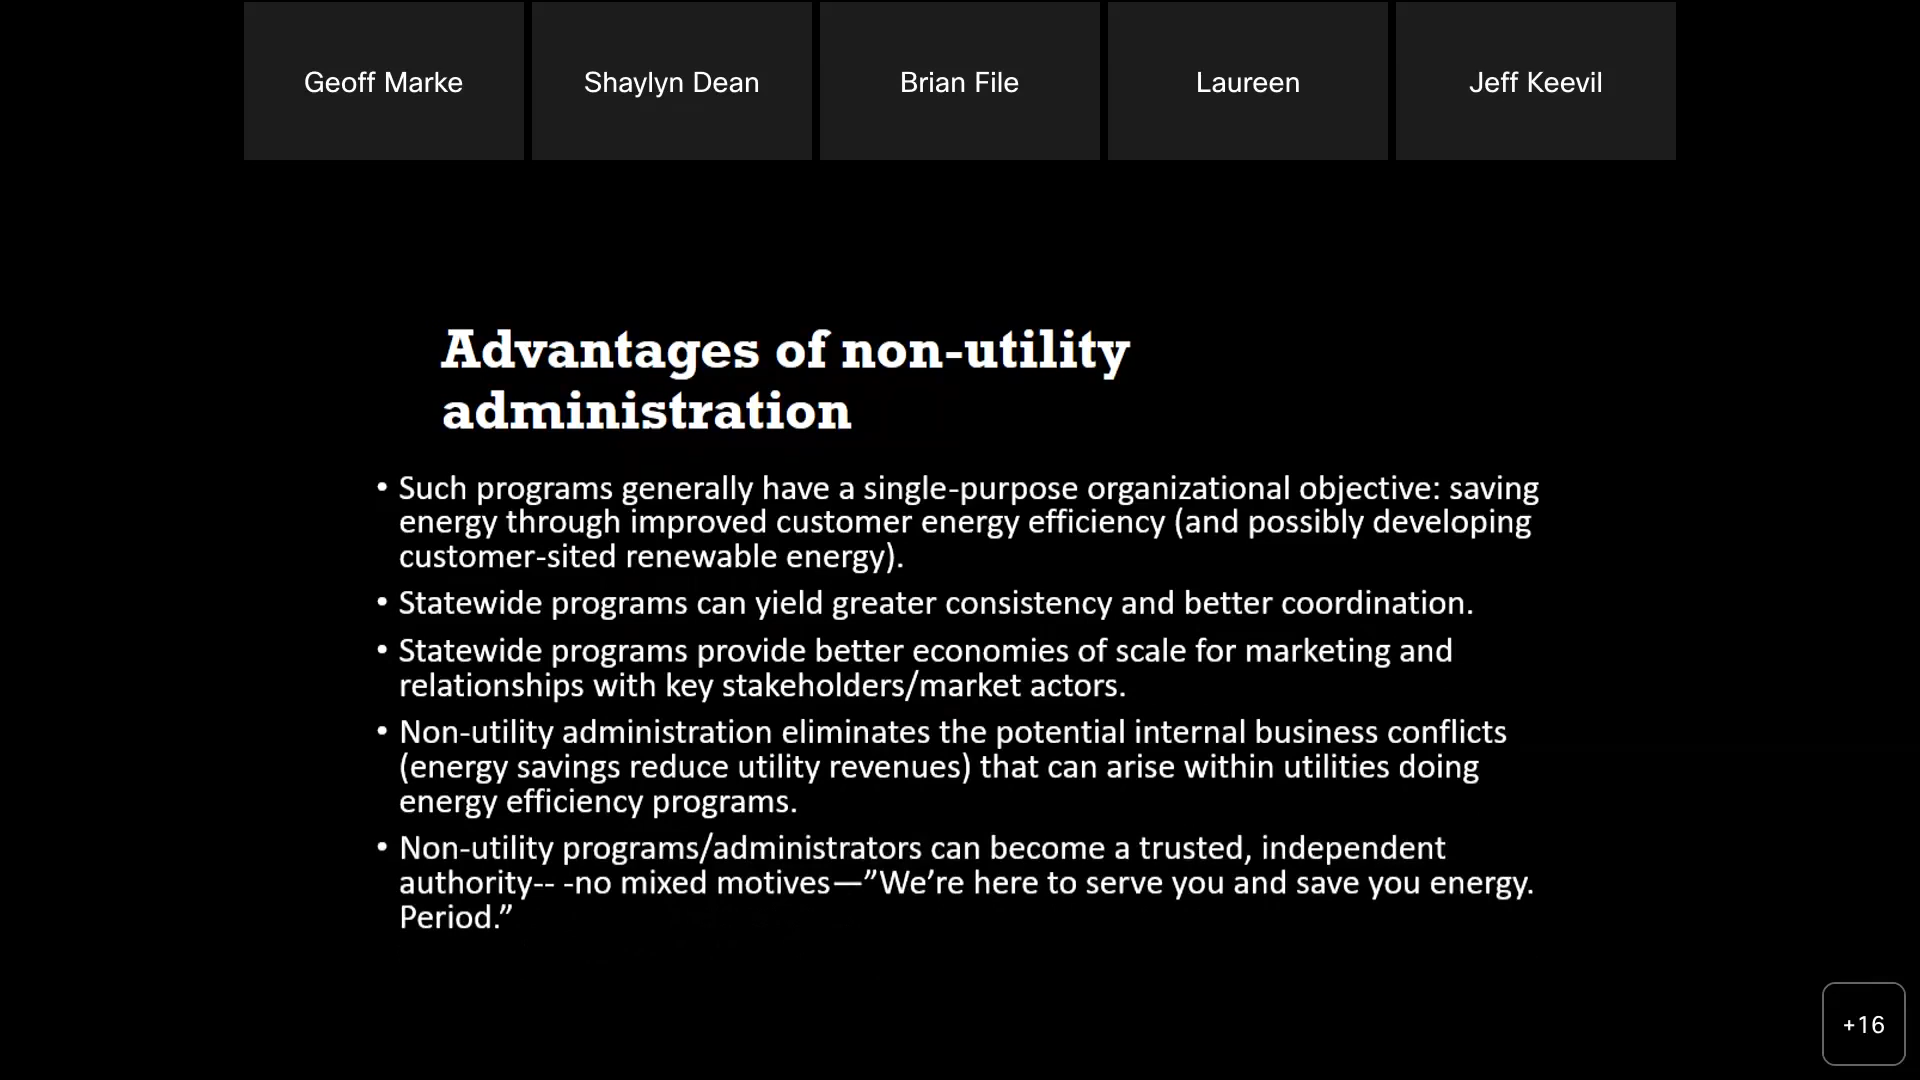 Geoff Marke
Shaylyn Dean
Brian File
Laureen
Jeff Keevil
Advantages of non-utility
administration
• Such programs generally have a single-purpose organizational objective: saving
energy through improved customer energy efficiency (and possibly developing
customer-sited renewable energy).
• Statewide programs can yield greater consistency and better coordination.
• Statewide programs provide better economies of scale for marketing and
relationships with key stakeholders/market actors.
• Non-utility administration eliminates the potential internal business conflicts
(energy savings reduce utility revenues) that can arise within utilities doing
energy efficiency programs.
• Non-utility programs/administrators can become a trusted, independent
authority-- -no mixed motives—”We’re here to serve you and save you energy.
Period.”
+16